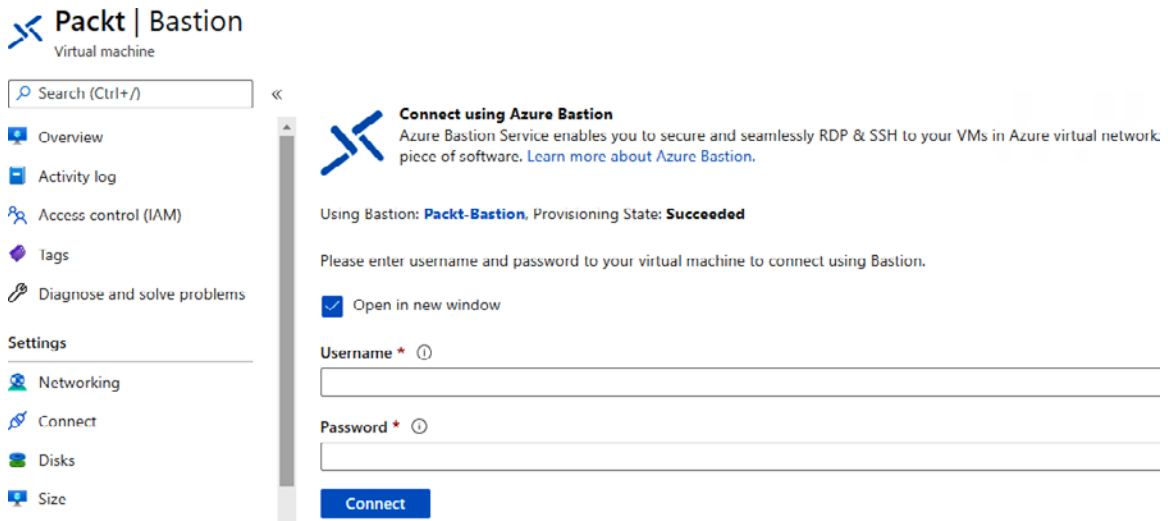 Packt | Bastion
Virtual machine
Search (Ctrl+/)
«
Overview
Activity log
Access control (IAM)
Tags
Diagnose and solve problems
Settings
Networking
Connect
Disks
Size
Connect using Azure Bastion
Azure Bastion Service enables you to secure and seamlessly RDP & SSH to your VMs in Azure virtual network
piece of software. Learn more about Azure Bastion.
Using Bastion: Packt-Bastion, Provisioning State: Succeeded
Please enter username and password to your virtual machine to connect using Bastion.
Open in new window
Username *
Password *
Connect